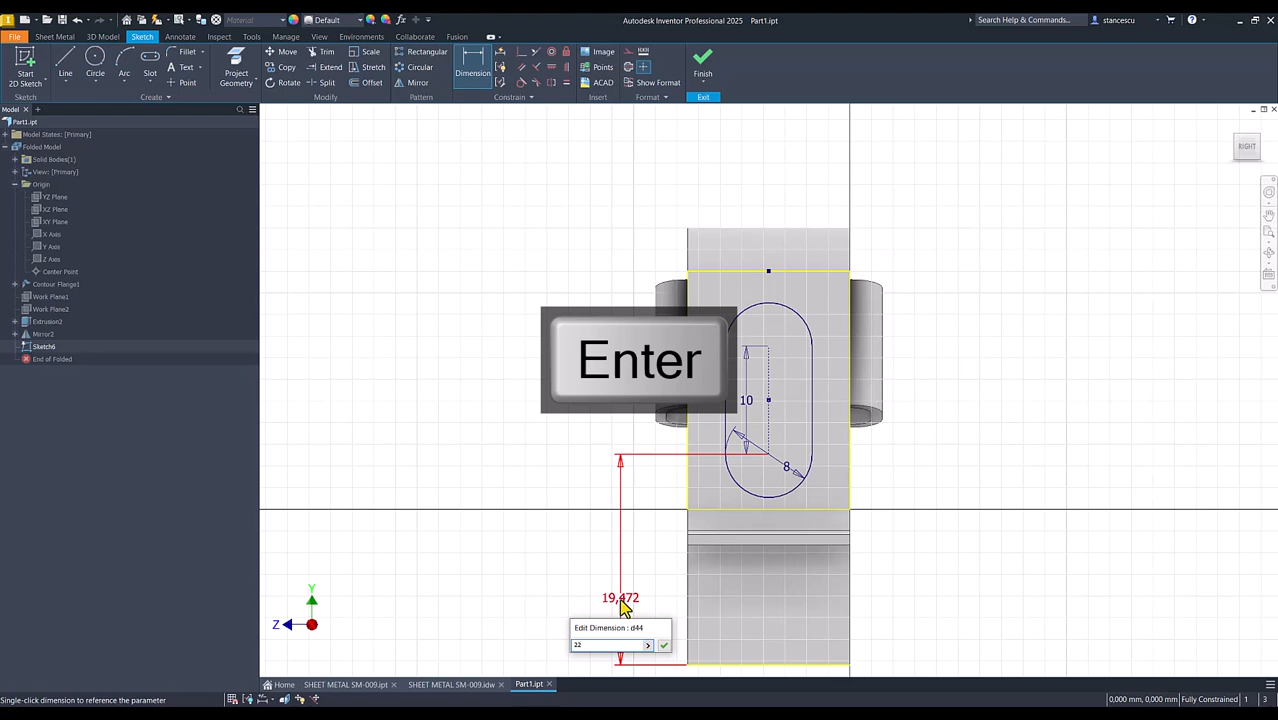 Material
Default
Autodesk Inventor Professional 2025 Part1.ipt
Search Help & Commands...
stancescu
File
Sheet Metal
3D Model
Sketch
Annotate
Inspect
Tools
Manage
View
Environments
Collaborate
Fusion
Start
2D Sketch
Line
Circle
Arc
Slot
Fillet
Text
Point
Project
Geometry
Move
Copy
Rotate
Trim
Extend
Split
Scale
Stretch
Offset
Rectangular
Circular
Mirror
Dimension
Image
Points
ACAD
Show Format
Finish
Sketch
Create
Modify
Pattern
Constrain
Insert
Format
Exit
Model
Part1.ipt
Model States: [Primary]
Folded Model
Solid Bodies(1)
View: [Primary]
Origin
YZ Plane
XZ Plane
XY Plane
X Axis
Y Axis
Z Axis
Center Point
Contour Flange1
Work Plane1
Work Plane2
Extrusion2
Mirror2
Sketch6
End of Folded
RIGHT
Enter
10
8
19,472
Edit Dimension : d44
22
Y
Z
Home
SHEET METAL SM-009.ipt
SHEET METAL SM-009.idw
Part1.ipt
Single-click dimension to reference the parameter
0,000 mm, 0,000 mm
Fully Constrained
1
3